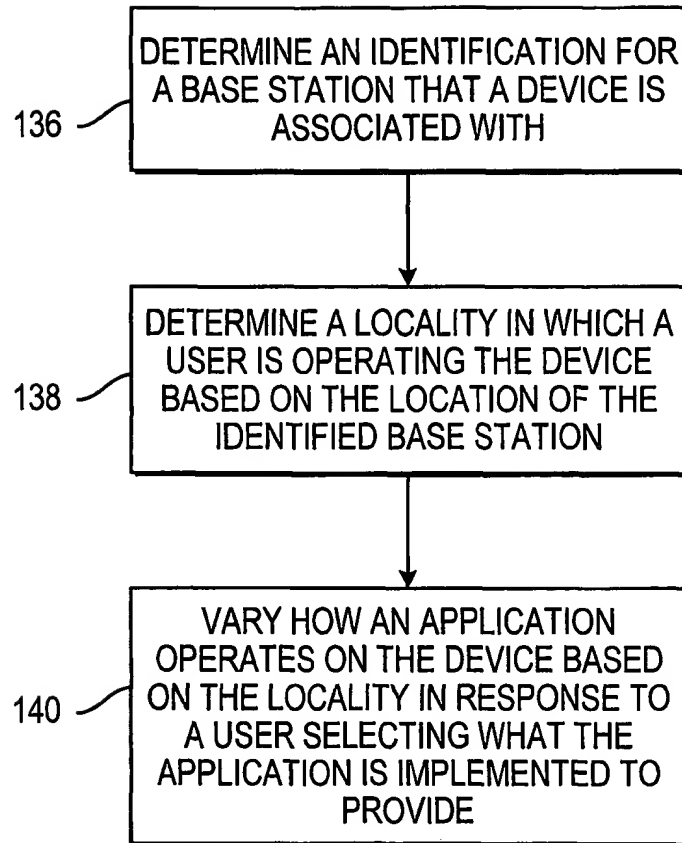 DETERMINE AN IDENTIFICATION FOR
A BASE STATION THAT A DEVICE IS
ASSOCIATED WITH
136
DETERMINE A LOCALITY IN WHICH A
USER IS OPERATING THE DEVICE
BASED ON THE LOCATION OF THE
IDENTIFIED BASE STATION
138
VARY HOW AN APPLICATION
OPERATES ON THE DEVICE BASED
ON THE LOCALITY IN RESPONSE TO
A USER SELECTING WHAT THE
APPLICATION IS IMPLEMENTED TO
PROVIDE
140